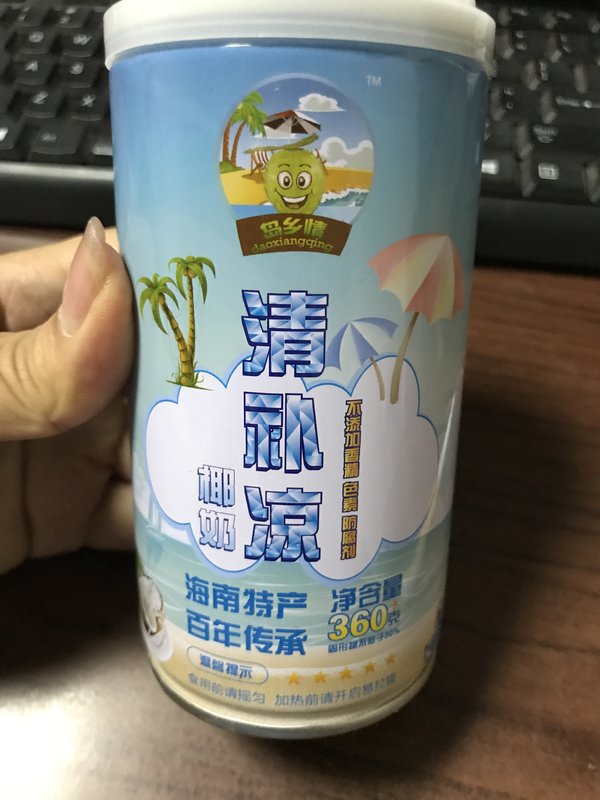 TM
岛乡情
daoxiangqing
清补凉
椰奶
不添加香精 色素 防腐剂
海南特产
百年传承
净含量
360克
温馨提示
食用前请摇匀 加热前请开启易拉罐